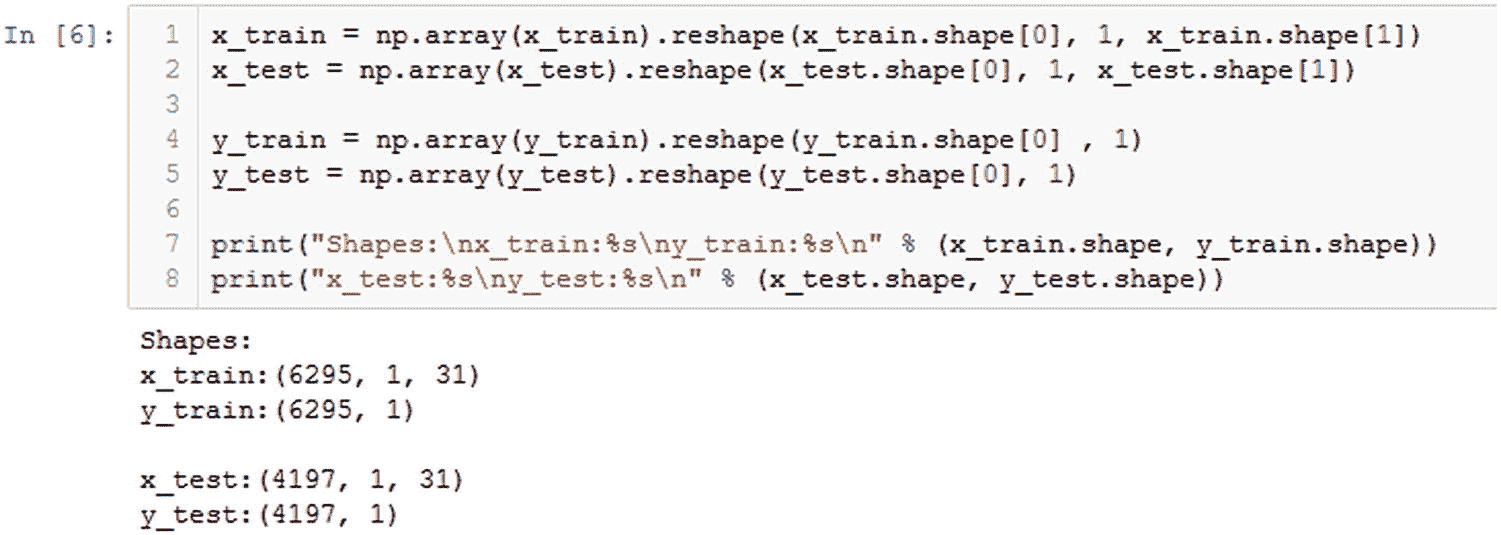 In [6]:
1 x_train = np.array(x_train).reshape(x_train.shape[0], 1, x_train.shape[1])
2 x_test = np.array(x_test).reshape(x_test.shape[0], 1, x_test.shape[1])
3
4 y_train = np.array(y_train).reshape(y_train.shape[0] , 1)
5 y_test = np.array(y_test).reshape(y_test.shape[0], 1)
6
7 print("Shapes:\nx_train:%s\ny_train:%s\n" % (x_train.shape, y_train.shape))
8 print("x_test:%s\ny_test:%s\n" % (x_test.shape, y_test.shape))
Shapes:
x_train:(6295, 1, 31)
y_train:(6295, 1)
x_test:(4197, 1, 31)
y_test:(4197, 1)